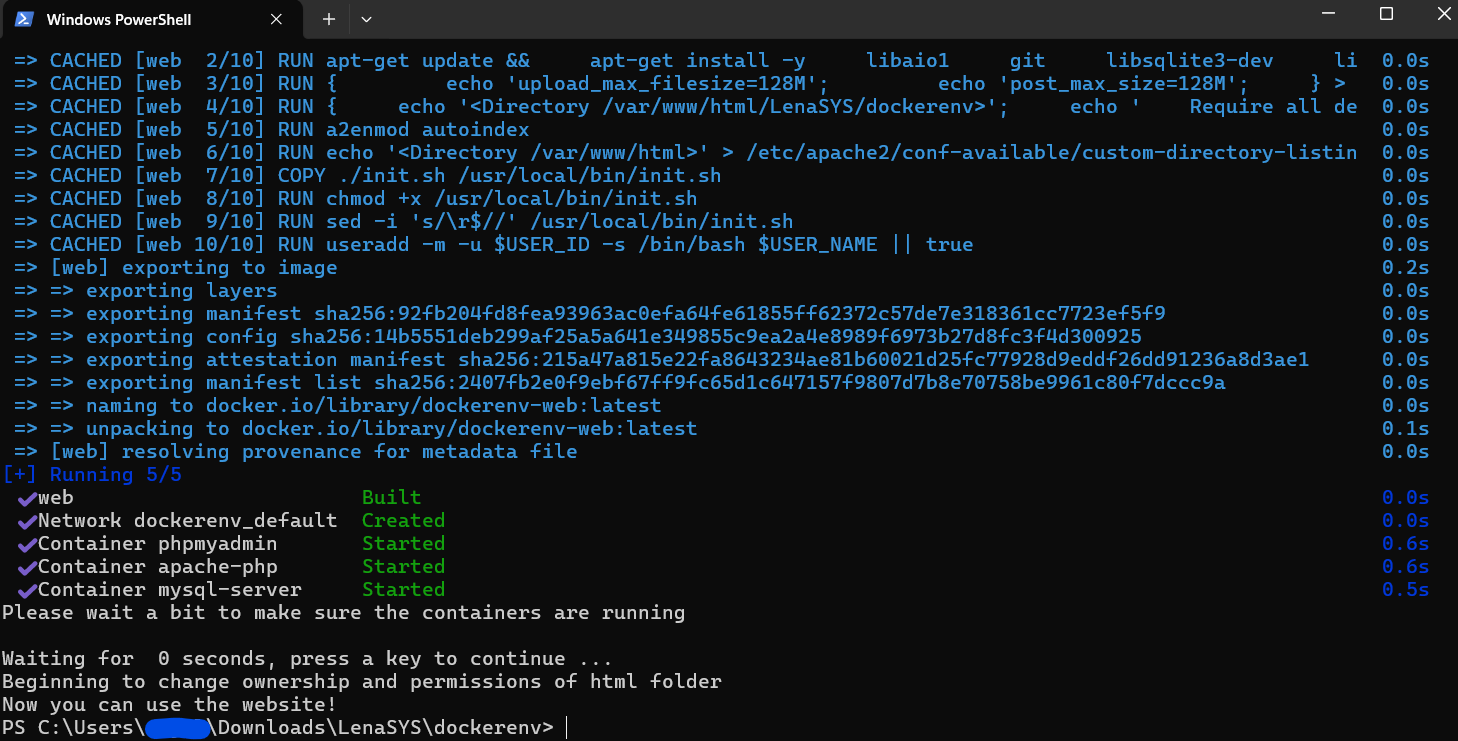 Windows PowerShell
=> CACHED [web  2/10] RUN apt-get update &&     apt-get install -y     libaio1     git     libsqlite3-dev     li  0.0s
=> CACHED [web  3/10] RUN {         echo 'upload_max_filesize=128M';         echo 'post_max_size=128M';     } >  0.0s
=> CACHED [web  4/10] RUN {     echo '<Directory /var/www/html/LenaSYS/dockerenv>';     echo '    Require all de  0.0s
=> CACHED [web  5/10] RUN a2enmod autoindex  0.0s
=> CACHED [web  6/10] RUN echo '<Directory /var/www/html>' > /etc/apache2/conf-available/custom-directory-listin  0.0s
=> CACHED [web  7/10] COPY ./init.sh /usr/local/bin/init.sh  0.0s
=> CACHED [web  8/10] RUN chmod +x /usr/local/bin/init.sh  0.0s
=> CACHED [web  9/10] RUN sed -i 's/\r$//' /usr/local/bin/init.sh  0.0s
=> CACHED [web 10/10] RUN useradd -m -u $USER_ID -s /bin/bash $USER_NAME || true  0.0s
=> [web] exporting to image  0.2s
=> => exporting layers  0.0s
=> => exporting manifest sha256:92fb204fd8fea93963ac0efa64fe61855ff62372c57de7e318361cc7723ef5f9  0.0s
=> => exporting config sha256:14b5551deb299af25a5a641e349855c9ea2a4e8989f6973b27d8fc3f4d300925  0.0s
=> => exporting attestation manifest sha256:215a47a815e22fa8643234ae81b60021d25fc77928d9eddf26dd91236a8d3ae1  0.0s
=> => exporting manifest list sha256:2407fb2e0f9ebf67ff9fc65d1c647157f9807d7b8e70758be9961c80f7dccc9a  0.0s
=> => naming to docker.io/library/dockerenv-web:latest  0.0s
=> => unpacking to docker.io/library/dockerenv-web:latest  0.1s
=> [web] resolving provenance for metadata file  0.0s
[+] Running 5/5
✔web  Built  0.0s
✔Network dockerenv_default  Created  0.0s
✔Container phpmyadmin  Started  0.6s
✔Container apache-php  Started  0.6s
✔Container mysql-server  Started  0.5s
Please wait a bit to make sure the containers are running
Waiting for  0 seconds, press a key to continue ...
Beginning to change ownership and permissions of html folder
Now you can use the website!
PS C:\Users\ \Downloads\LenaSYS\dockerenv>